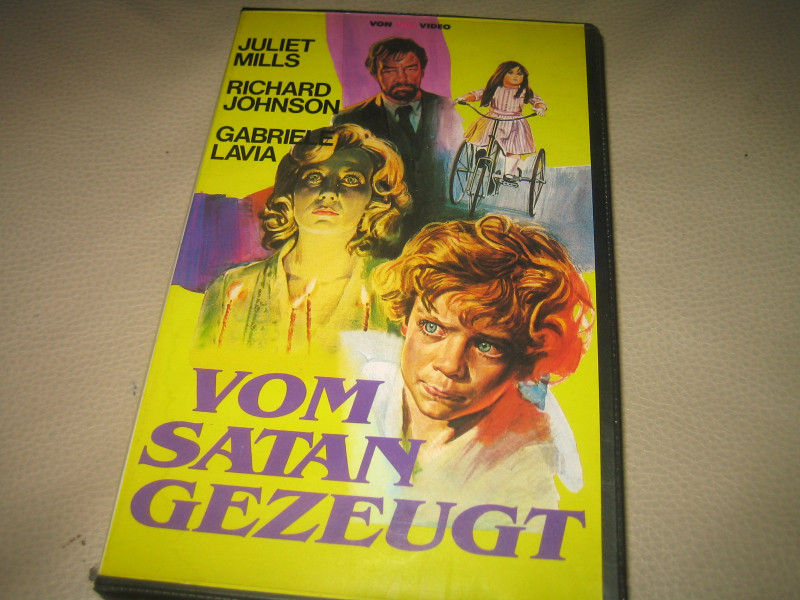 VON VIDEO
JULIET
MILLS
RICHARD
JOHNSON
GABRIELE
LAVIA
VOM
SATAN
GEZEUGT